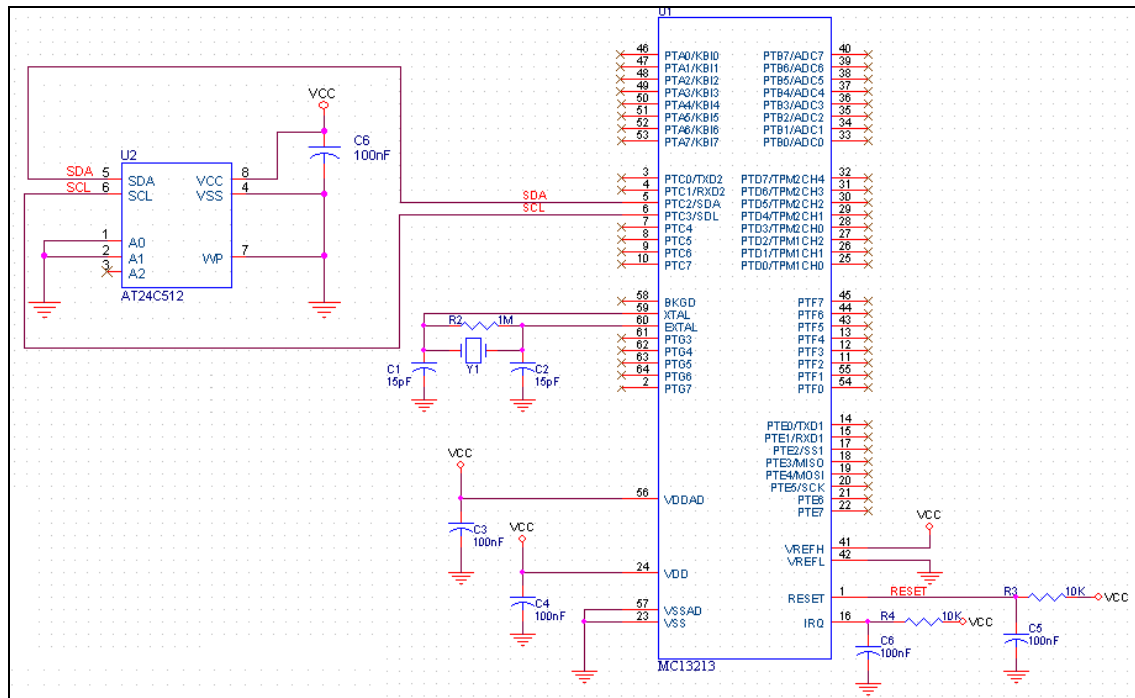 U1
46 PTA0/KBI0 PTB7/ADC7 40
47 PTA1/KBI1 PTB6/ADC6 39
48 PTA2/KBI2 PTB5/ADC5 38
49 PTA3/KBI3 PTB4/ADC4 37
50 PTA4/KBI4 PTB3/ADC3 36
51 PTA5/KBI5 PTB2/ADC2 35
52 PTA6/KBI6 PTB1/ADC1 34
53 PTA7/KBI7 PTB0/ADC0 33
VCC
C6
100nF
U2
SDA 5 SDA VCC 8
SCL 6 SCL VSS 4
1 A0
2 A1 WP 7
3 A2
AT24C512
3 PTC0/TXD2 PTD7/TPM2CH4 32
4 PTC1/RXD2 PTD6/TPM2CH3 31
SDA 5 PTC2/SDA PTD5/TPM2CH2 30
SCL 6 PTC3/SDL PTD4/TPM2CH1 29
7 PTC4 PTD3/TPM2CH0 28
8 PTC5 PTD2/TPM1CH2 27
9 PTC6 PTD1/TPM1CH1 26
10 PTC7 PTD0/TPM1CH0 25
58 BKGD PTF7 45
59 XTAL PTF6 44
60 EXTAL PTF5 43
61 PTG3 PTF4 13
62 PTG4 PTF3 12
63 PTG5 PTF2 11
64 PTG6 PTF1 55
2 PTG7 PTF0 54
R2 1M
C1
15pF
Y1
C2
15pF
PTE0/TXD1 14
PTE1/RXD1 15
PTE2/SS1 17
PTE3/MISO 18
PTE4/MOSI 19
PTE5/SCK 20
PTE6 21
PTE7 22
VCC
56 VDDAD
C3
100nF
VCC
24 VDD
C4
100nF
57 VSSAD
23 VSS
VCC
VREFH 41
VREFL 42
RESET 1 RESET R3 10K VCC
IRQ 16 R4 10K VCC
C6
100nF
C5
100nF
MC13213